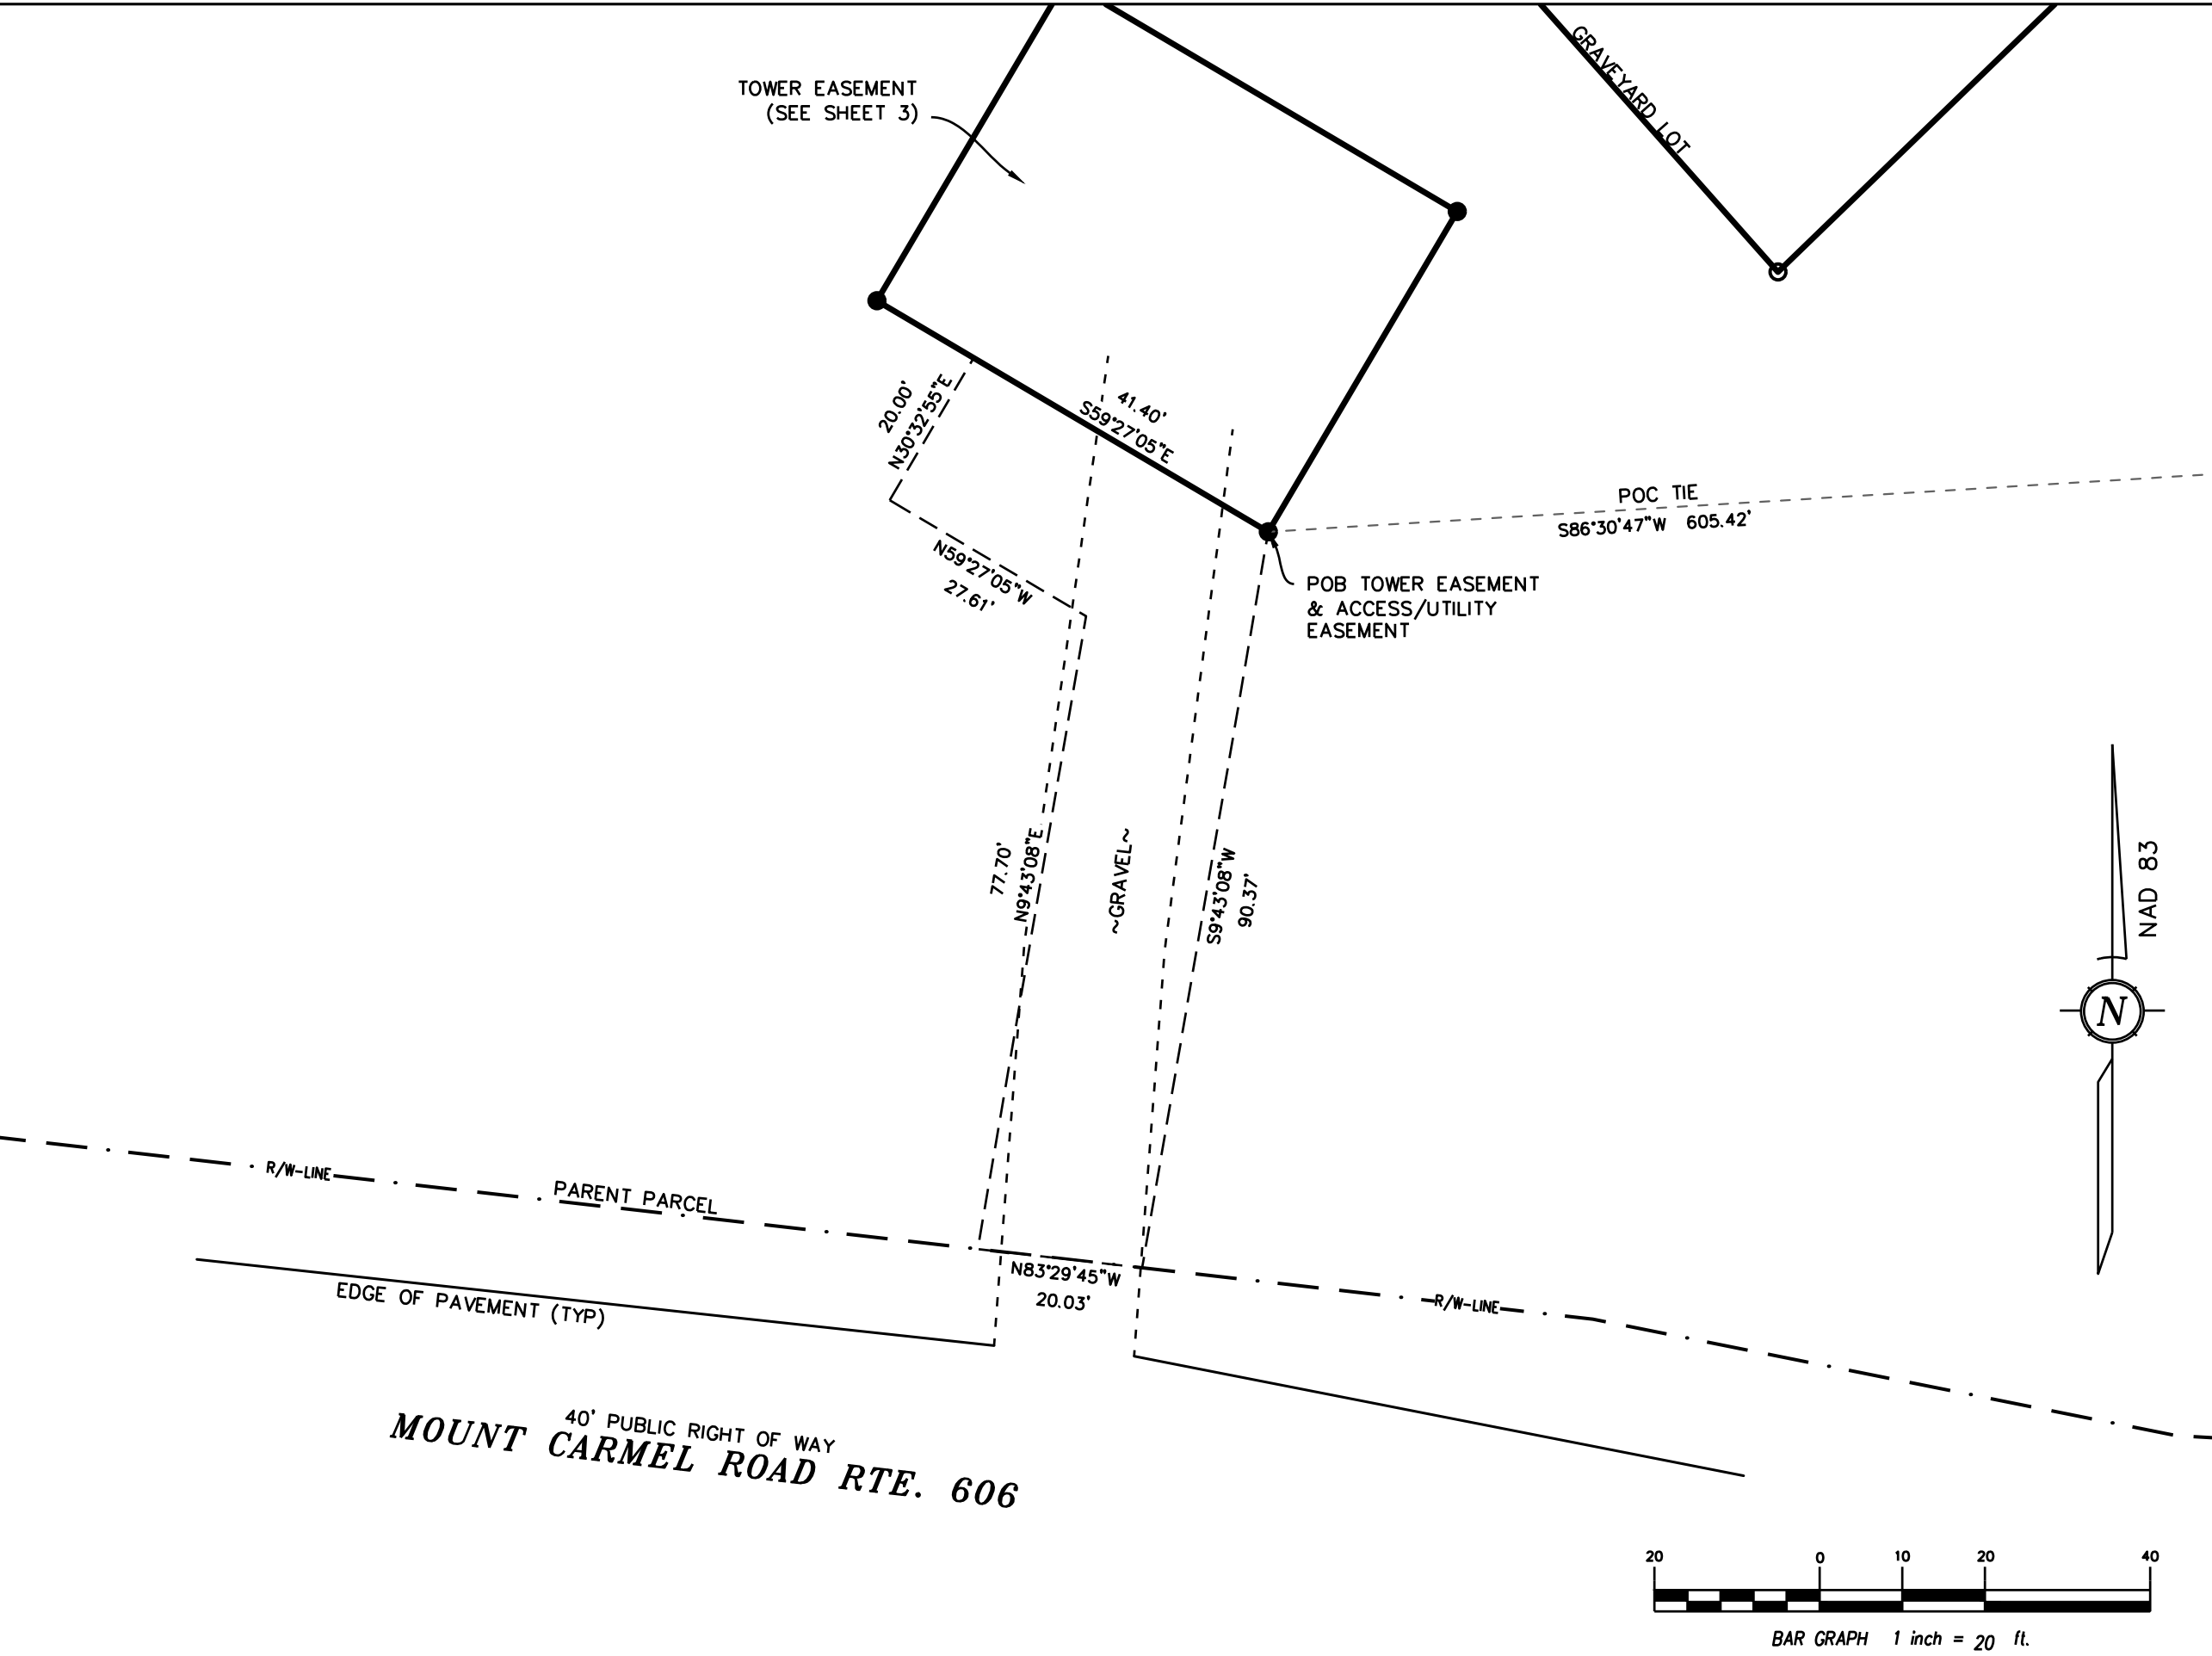 GRAVEYARD LOT
TOWER EASEMENT
(SEE SHEET 3)
20.00'
N30°32'55"E
41.40'
S59°27'05"E
POC TIE
S86°30'47"W 605.42'
N59°27'05"W
27.61'
POB TOWER EASEMENT
& ACCESS/UTILITY
EASEMENT
77.70'
N9°43'08"E
~GRAVEL~
S9°43'08"W
90.37'
NAD 83
N
R/W-LINE
PARENT PARCEL
N83°29'45"W
20.03'
R/W-LINE
EDGE OF PAVEMENT (TYP)
40' PUBLIC RIGHT OF WAY
MOUNT CARMEL ROAD RTE. 606
20 0 10 20 40
BAR GRAPH 1 inch = 20 ft.